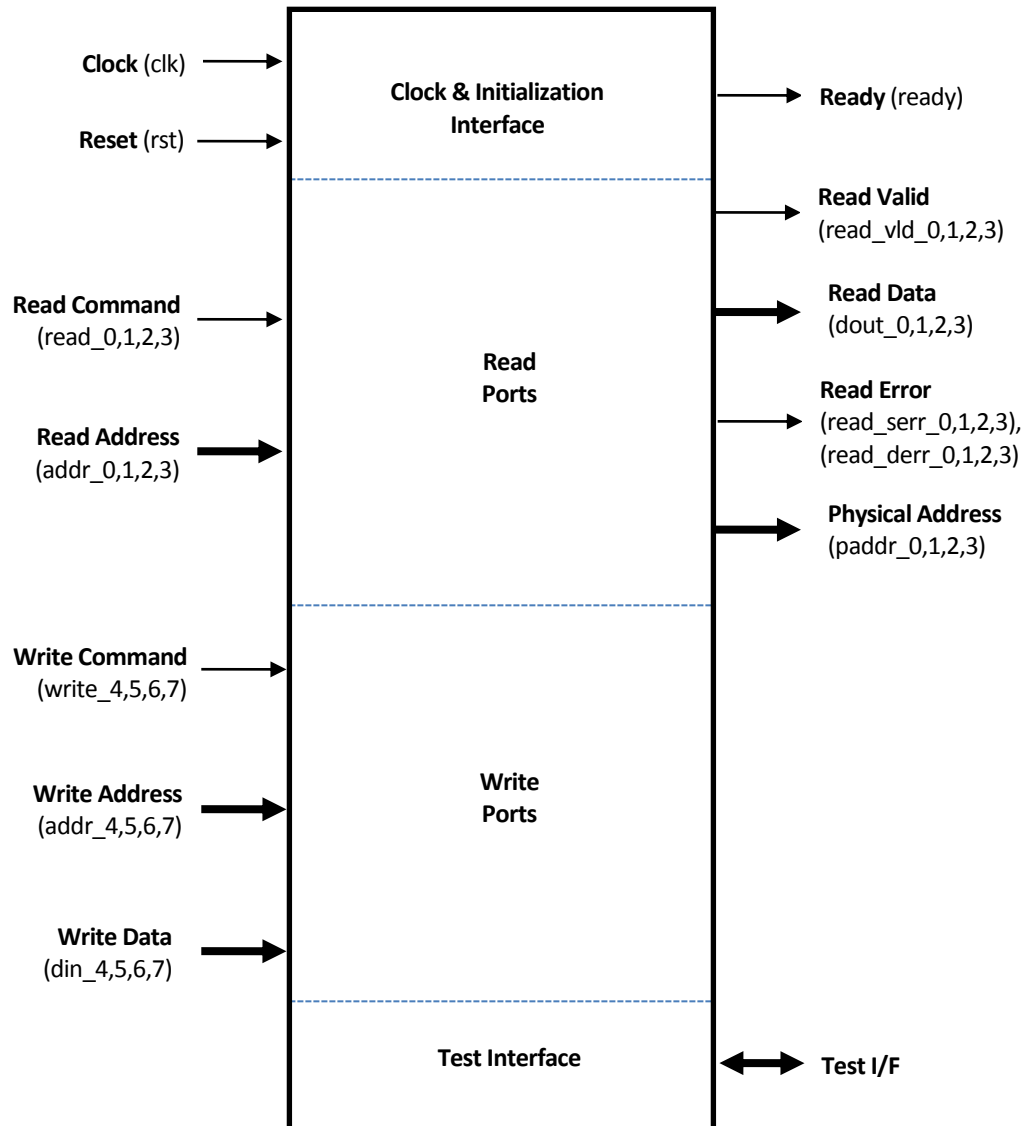 Clock (clk)
Reset (rst)
Clock & Initialization
Interface
Ready (ready)
Read Valid
(read_vld_0,1,2,3)
Read Command
(read_0,1,2,3)
Read Data
(dout_0,1,2,3)
Read
Ports
Read Error
(read_serr_0,1,2,3),
(read_derr_0,1,2,3)
Read Address
(addr_0,1,2,3)
Physical Address
(paddr_0,1,2,3)
Write Command
(write_4,5,6,7)
Write Address
(addr_4,5,6,7)
Write
Ports
Write Data
(din_4,5,6,7)
Test Interface
Test I/F